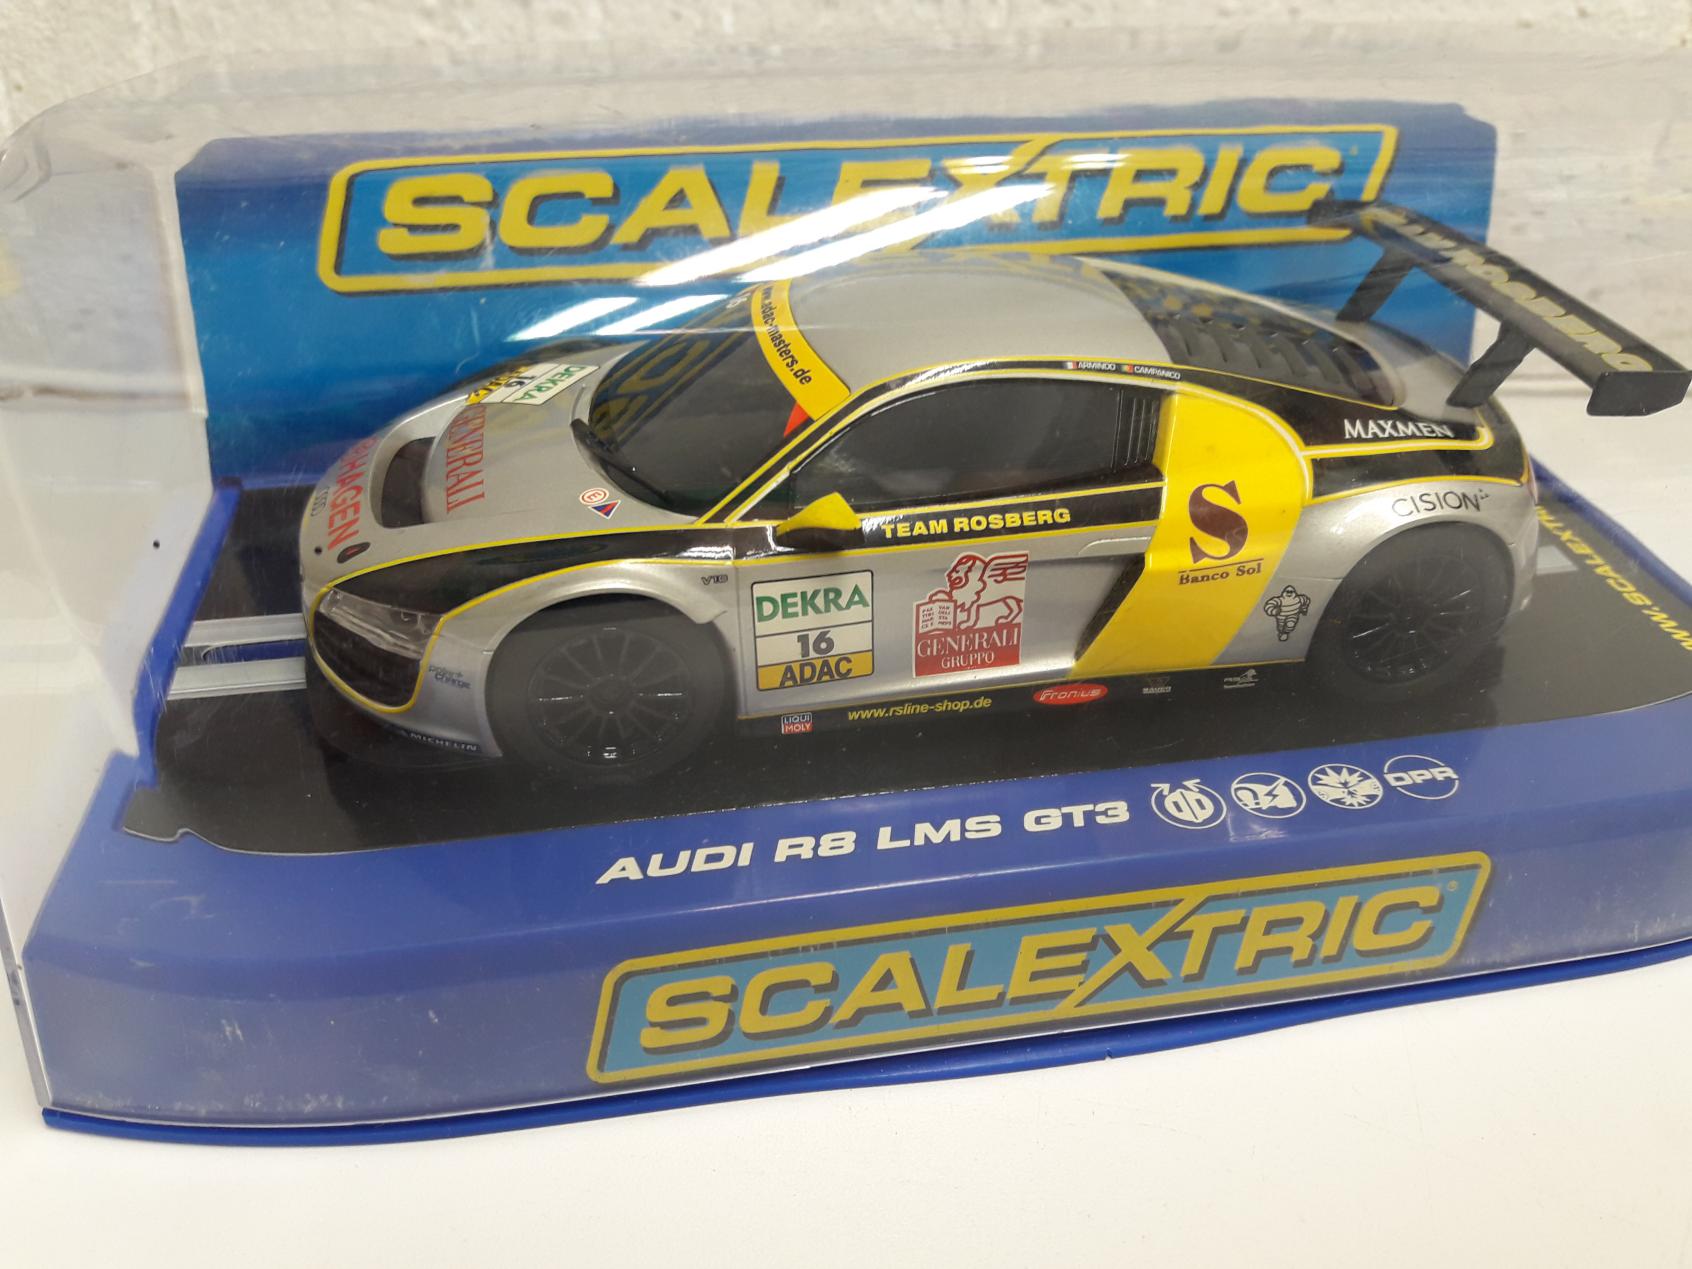 SCALEXTRIC
www.adac-masters.de
DEKRA
16
GENERALI
TEAM ROSBERG
ARMINDO
CAMPANICO
MAXMEN
CISION
S
Banco Sol
V10
DEKRA
16
ADAC
GENERALI
GRUPPO
Fronius
www.rsline-shop.de
LIQUI
MOLY
MICHELIN
AUDI R8 LMS GT3
DPR
SCALEXTRIC